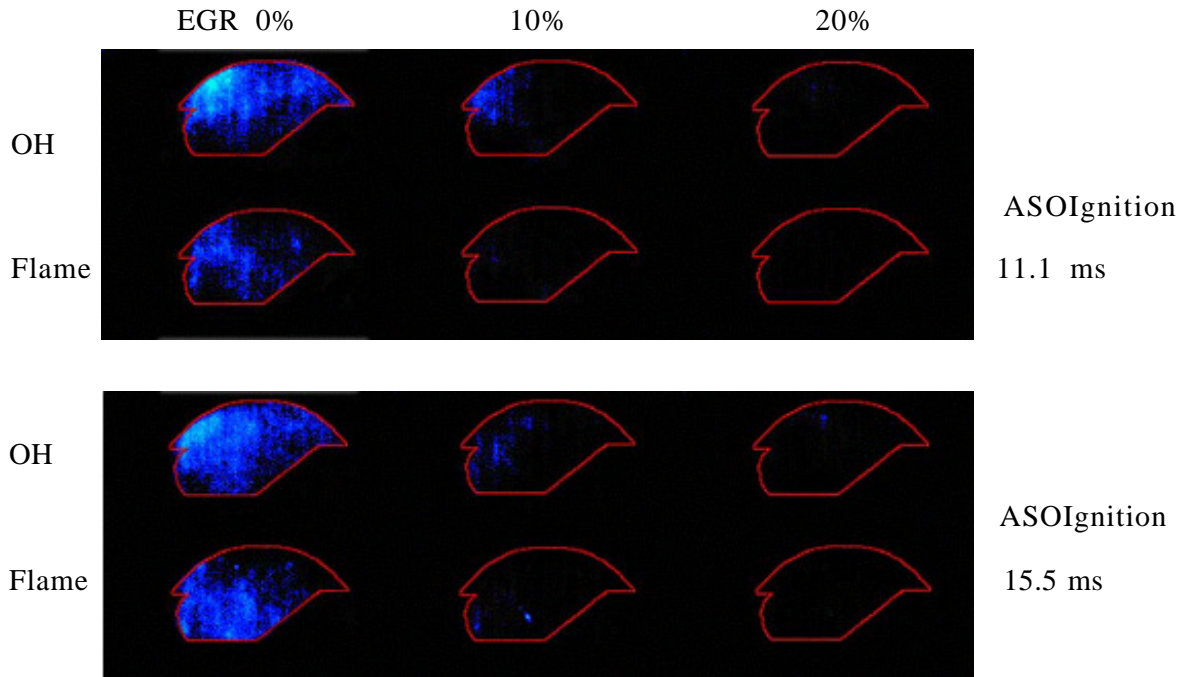 EGR 0% 10% 20%
OH
ASOIgnition
Flame
11.1 ms
OH
ASOIgnition
Flame
15.5 ms